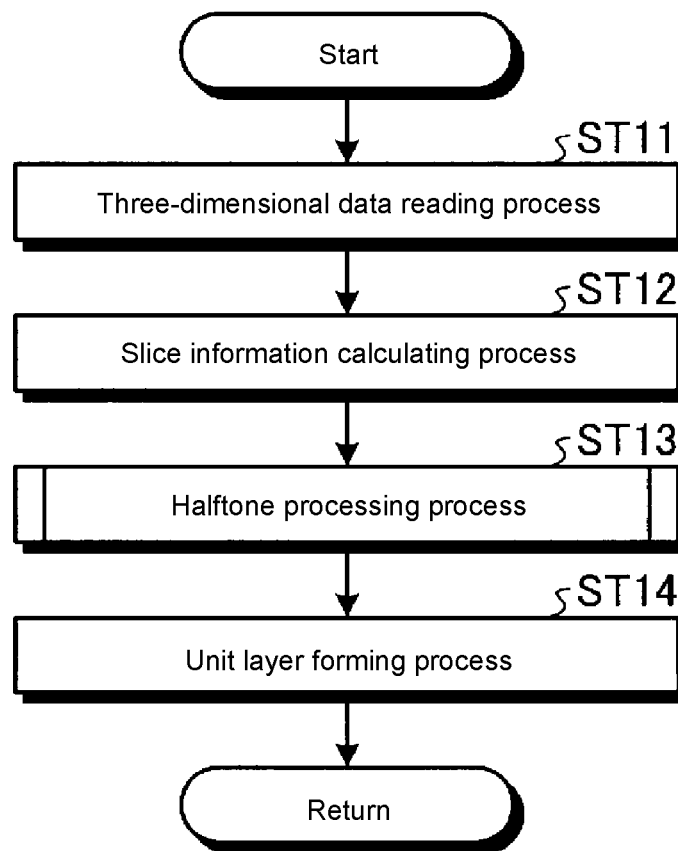 Start
ST11
Three-dimensional data reading process
ST12
Slice information calculating process
ST13
Halftone processing process
ST14
Unit layer forming process
Return